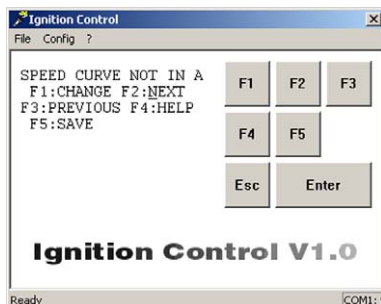 Ignition Control
File Config ?
SPEED CURVE NOT IN A
F1:CHANGE F2:NEXT
F3:PREVIOUS F4:HELP
F5:SAVE
F1 F2 F3
F4 F5
Esc Enter
Ignition Control V1.0
Ready COM1: